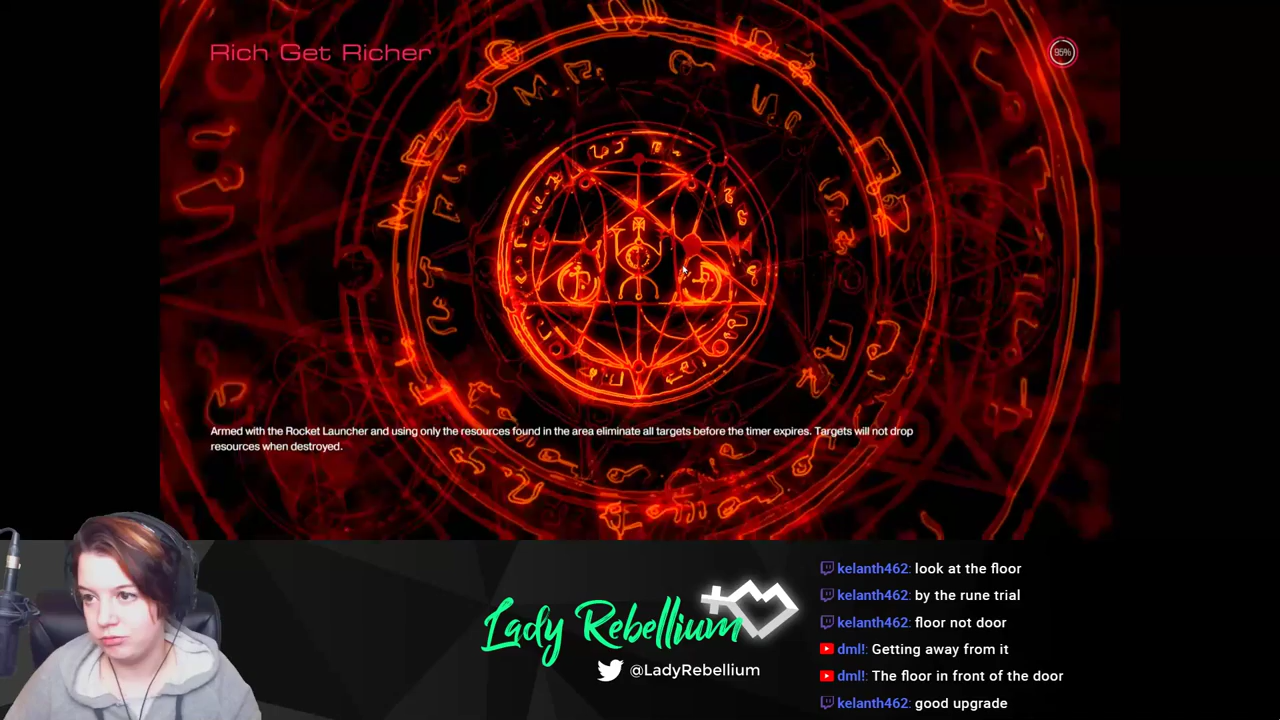 Rich Get Richer
95%
Armed with the Rocket Launcher and using only the resources found in the area eliminate all targets before the timer expires. Targets will not drop
resources when destroyed.
Lady Rebellium
@LadyRebellium
kelanth462: look at the floor
kelanth462: by the rune trial
kelanth462: floor not door
dml!: Getting away from it
dml!: The floor in front of the door
kelanth462: good upgrade